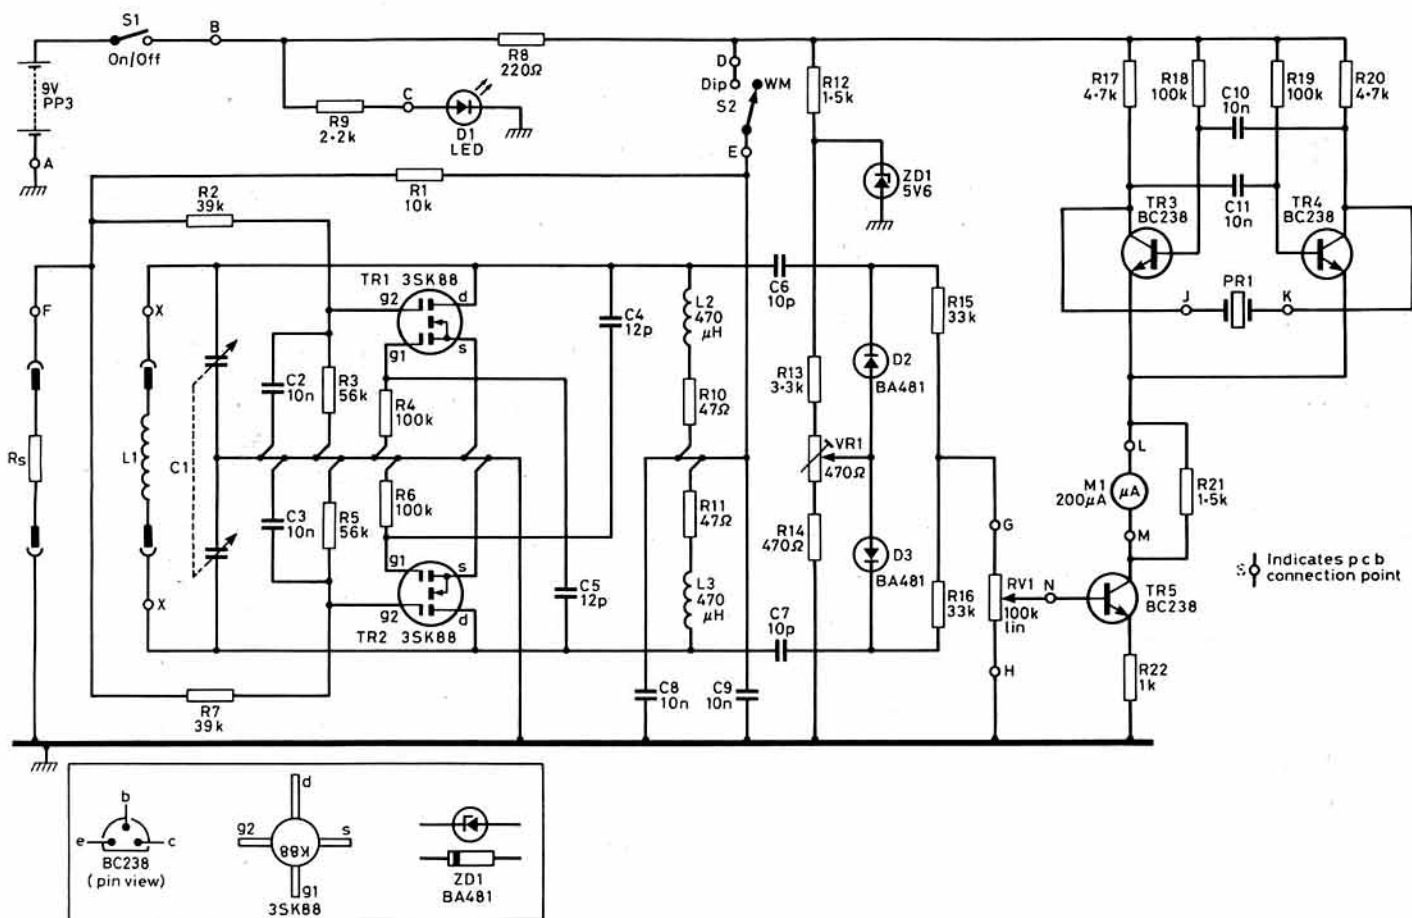 S1
On/Off
B
9V
PP3
A
R8
220Ω
R9
2·2k
C
D1
LED
D
Dip
WM
S2
E
R12
1·5k
ZD1
5V6
R17
4·7k
R18
100k
C10
10n
R19
100k
R20
4·7k
C11
10n
TR3
BC238
TR4
BC238
PR1
J
K
R1
10k
R2
39k
F
X
Rs
L1
C1
X
TR1 3SK88
g2
d
s
g1
C2
10n
R3
56k
R4
100k
C3
10n
R5
56k
R6
100k
g1
s
g2
d
TR2 3SK88
R7
39k
C4
12p
C5
12p
L2
470
μH
R10
47Ω
R11
47Ω
L3
470
μH
C6
10p
C7
10p
C8
10n
C9
10n
R13
3·3k
VR1
470Ω
R14
470Ω
D2
BA481
D3
BA481
R15
33k
R16
33k
G
RV1
100k
lin
N
H
L
M1
200μA
μA
M
R21
1·5k
TR5
BC238
R22
1k
S
Indicates pcb
connection point
b
e
c
BC238
(pin view)
d
g2
s
K88
g1
3SK88
ZD1
BA481